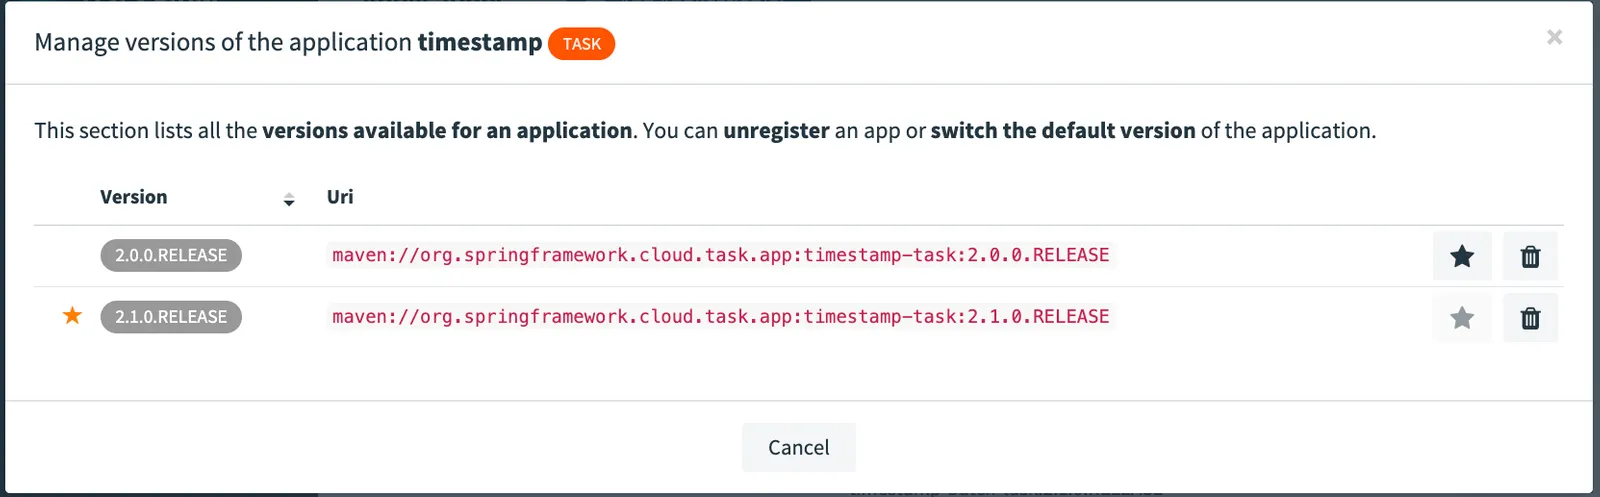 Manage versions of the application timestamp TASK
This section lists all the versions available for an application. You can unregister an app or switch the default version of the application.
Version Uri
2.0.0.RELEASE maven://org.springframework.cloud.task.app:timestamp-task:2.0.0.RELEASE
2.1.0.RELEASE maven://org.springframework.cloud.task.app:timestamp-task:2.1.0.RELEASE
Cancel